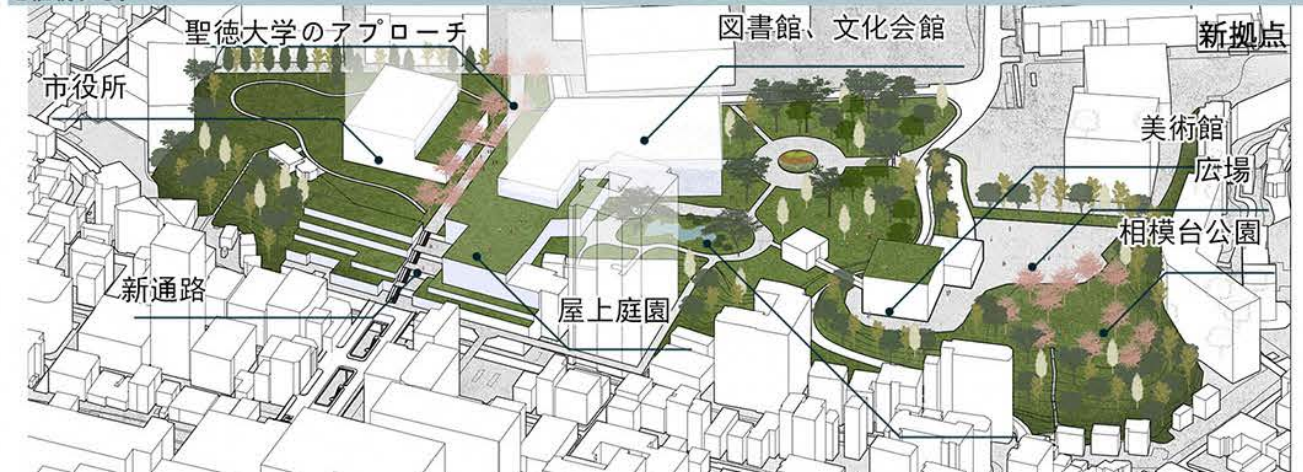 聖徳大学のアプローチ
図書館、文化会館
新拠点
市役所
美術館
広場
相模台公園
新通路
屋上庭園